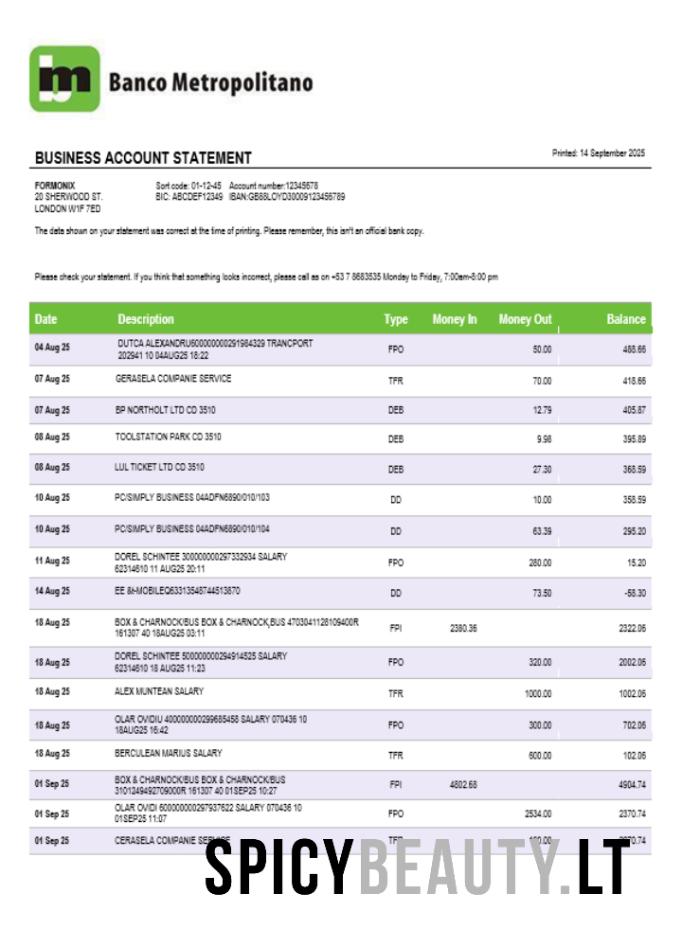 bm Banco Metropolitano
BUSINESS ACCOUNT STATEMENT
Printed: 14 September 2025
FORMONIX
Sort code: 01-12-45 Account number:12345678
20 SHERWOOD ST.
BIC: ABCDEF12349 IBAN:GB88LOYD30009123456789
LONDON W1F 7ED
The data shown on your statement was correct at the time of printing. Please remember, this isn't an official bank copy.
Please check your statement. If you think that something looks incorrect, please call as on +53 7 8683535 Monday to Friday, 7:00am-8:00 pm
Date Description Type Money In Money Out Balance
04 Aug 25 DUTCA ALEXANDRU600000000291984329 TRANCPORT FPO 50.00 488.66
202941 10 04AUG25 18:22
07 Aug 25 GERASELA COMPANIE SERVICE TFR 70.00 418.66
07 Aug 25 BP NORTHOLT LTD CD 3510 DEB 12.79 405.87
08 Aug 25 TOOLSTATION PARK CD 3510 DEB 9.98 395.89
08 Aug 25 LUL TICKET LTD CD 3510 DEB 27.30 368.59
10 Aug 25 PC/SIMPLY BUSINESS 04ADFN6890/010/103 DD 10.00 358.59
10 Aug 25 PC/SIMPLY BUSINESS 04ADFN6890/010/104 DD 63.39 295.20
11 Aug 25 DOREL SCHINTEE 300000000297332934 SALARY FPO 280.00 15.20
62314610 11 AUG25 20:11
14 Aug 25 EE &t-MOBILEQ63313548744513870 DD 73.50 -58.30
18 Aug 25 BOX & CHARNOCK/BUS BOX & CHARNOCK,BUS 4703041128109400R FPI 2380.36 2322.06
161307 40 18AUG25 03:11
18 Aug 25 DOREL SCHINTEE 500000000294914525 SALARY FPO 320.00 2002.06
62314610 18 AUG25 11:23
18 Aug 25 ALEX MUNTEAN SALARY TFR 1000.00 1002.06
18 Aug 25 OLAR OVIDIU 400000000299685458 SALARY 070436 10 FPO 300.00 702.06
18AUG25 16:42
18 Aug 25 BERCULEAN MARIUS SALARY TFR 600.00 102.06
01 Sep 25 BOX & CHARNOCK/BUS BOX & CHARNOCK/BUS FPI 4802.68 4904.74
3101249492709000R 161307 40 01SEP25 10:27
01 Sep 25 OLAR OVIDI 600000000297937622 SALARY 070436 10 FPO 2534.00 2370.74
01SEP25 11:07
01 Sep 25 CERASELA COMPANIE SERVICE TFR
SPICYBEAUTY.LT